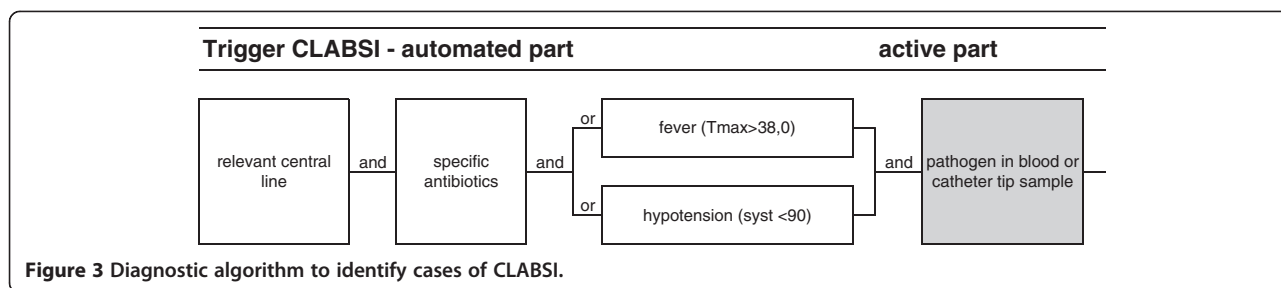 Trigger CLABSI - automated part active part
relevant central
line
and
specific
antibiotics
and
or
fever (Tmax>38,0)
or
hypotension (syst <90)
and
pathogen in blood or
catheter tip sample
Figure 3 Diagnostic algorithm to identify cases of CLABSI.